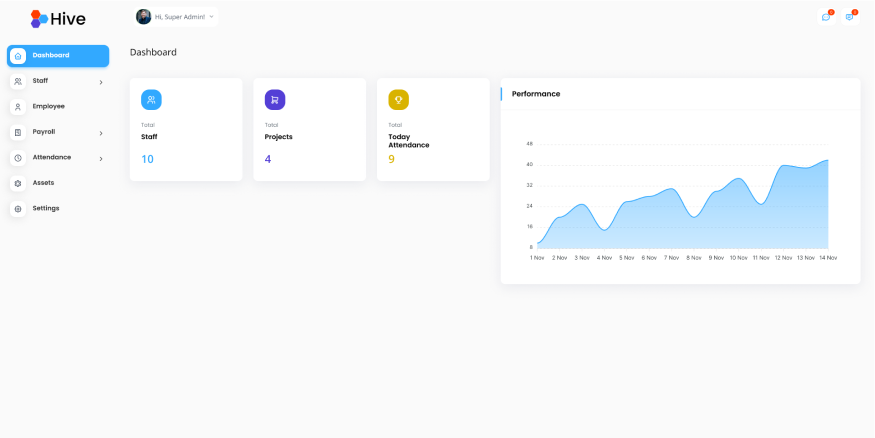 Hive
Hi, Super Admin!
Dashboard
Staff
Employee
Payroll
Attendance
Assets
Settings
Dashboard
Total
Staff
10
Total
Projects
4
Total
Today
Attendance
9
Performance
48
40
32
24
16
8
1 Nov 2 Nov 3 Nov 4 Nov 5 Nov 6 Nov 7 Nov 8 Nov 9 Nov 10 Nov 11 Nov 12 Nov 13 Nov 14 Nov